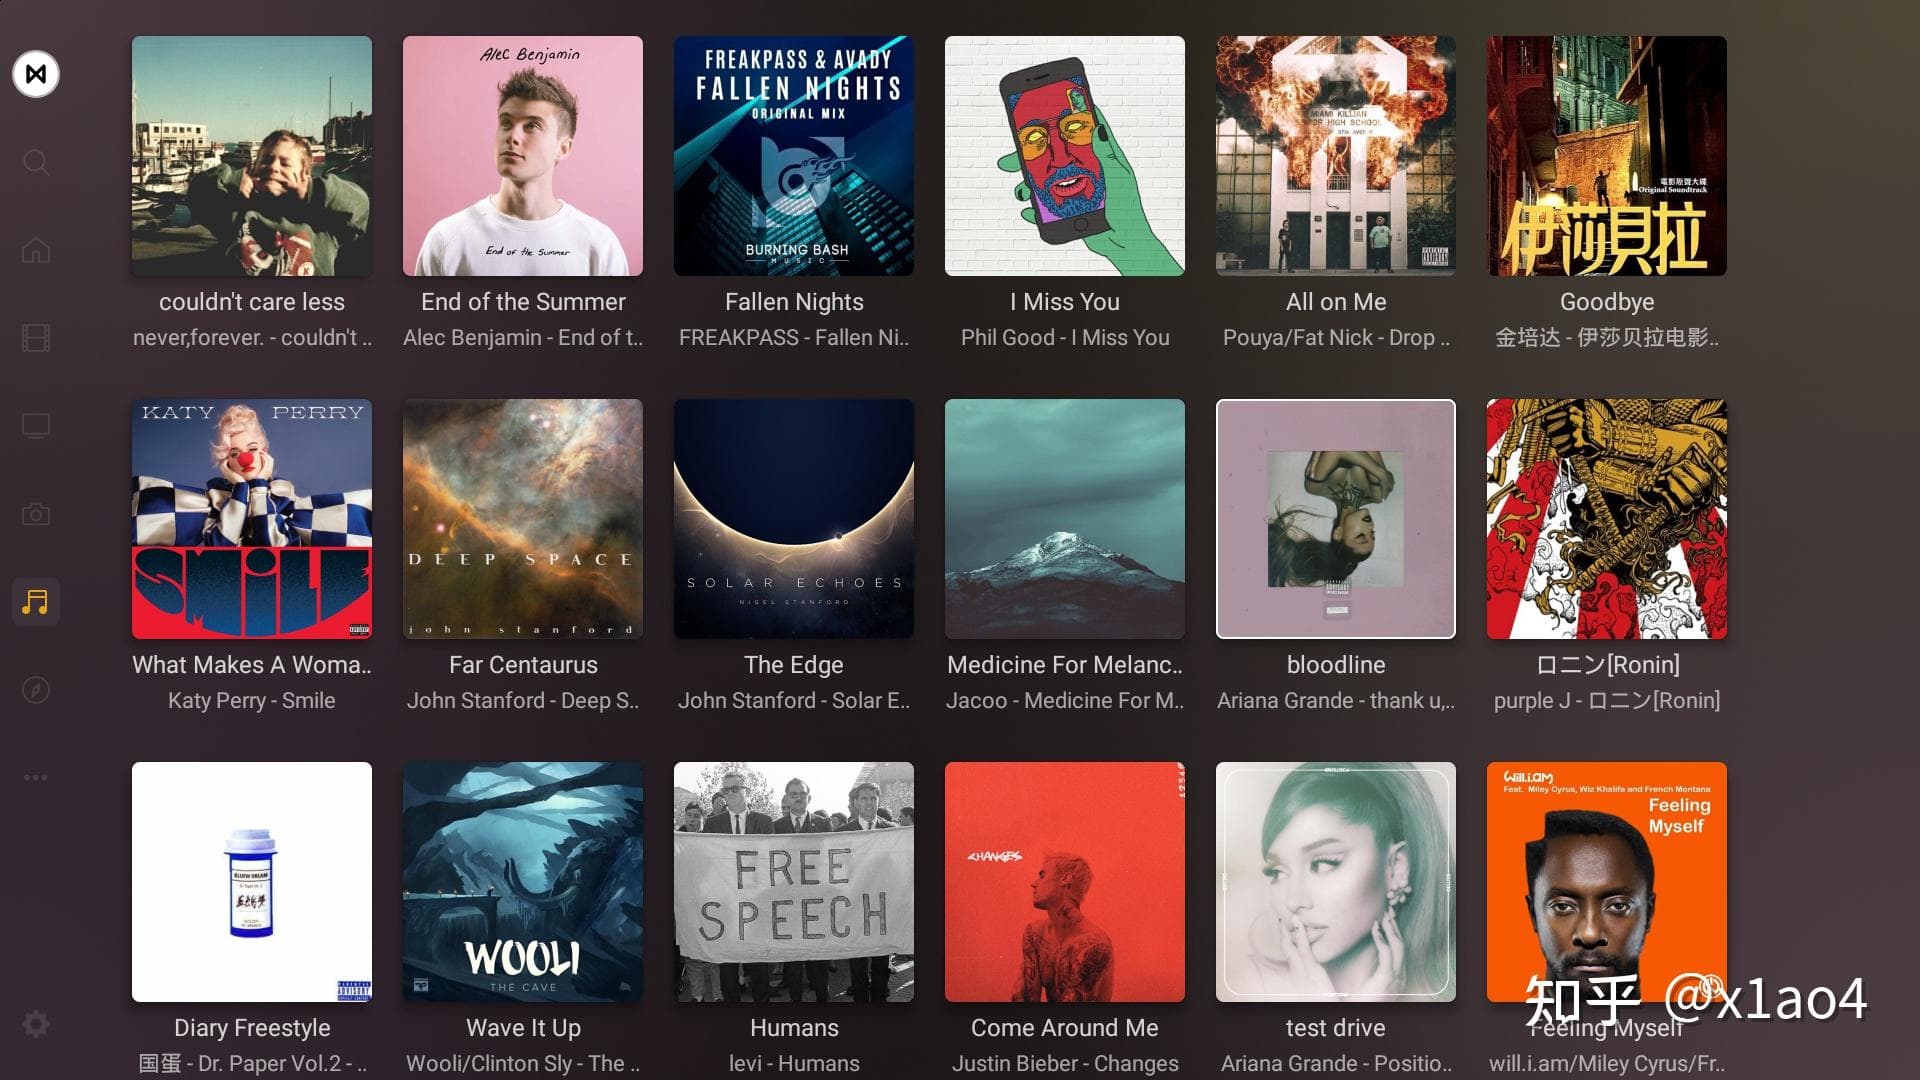 Alec Benjamin
End of the Summer
FREAKPASS & AVADY
FALLEN NIGHTS
ORIGINAL MIX
BURNING BASH
MUSIC
MIAMI KILLIAN
電影原聲大碟
Original Soundtrack
伊莎貝拉
couldn't care less
never,forever. - couldn't ..
End of the Summer
Alec Benjamin - End of t..
Fallen Nights
FREAKPASS - Fallen Ni..
I Miss You
Phil Good - I Miss You
All on Me
Pouya/Fat Nick - Drop ..
Goodbye
金培达 - 伊莎贝拉电影..
KATY PERRY
SMILE
DEEP SPACE
john stanford
SOLAR ECHOES
NIGEL STANFORD
What Makes A Woma..
Katy Perry - Smile
Far Centaurus
John Stanford - Deep S..
The Edge
John Stanford - Solar E..
Medicine For Melanc..
Jacoo - Medicine For M..
bloodline
Ariana Grande - thank u,..
ロニン[Ronin]
purple J - ロニン[Ronin]
WOOLI
THE CAVE
FREE
SPEECH
CHANGES
will.i.am
Feat. Miley Cyrus, Wiz Khalifa and French Montana
Feeling
Myself
Diary Freestyle
国蛋 - Dr. Paper Vol.2 - ..
Wave It Up
Wooli/Clinton Sly - The ..
Humans
levi - Humans
Come Around Me
Justin Bieber - Changes
test drive
Ariana Grande - Positio..
Feeling Myself
will.i.am/Miley Cyrus/Fr..
知乎 @x1ao4